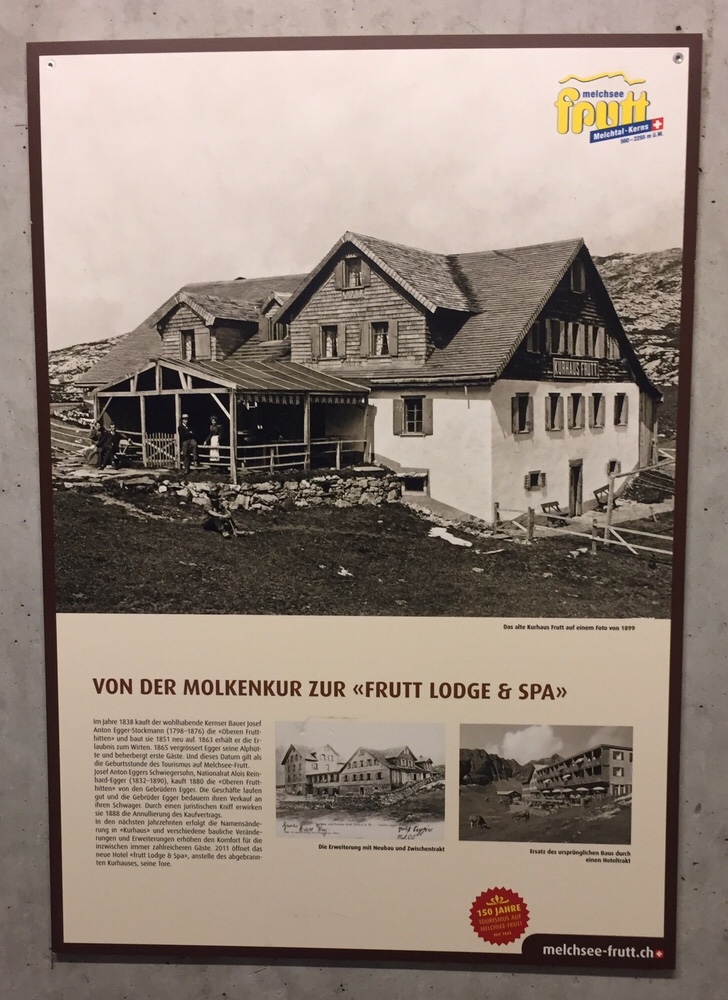 melchsee
frutt
Melchtal · Kerns
KURHAUS FRUTT
Das alte Kurhaus Frutt auf einem Foto von 1899
VON DER MOLKENKUR ZUR «FRUTT LODGE & SPA»
Im Jahre 1838 kauft der wohlhabende Kernser Bauer Josef
Anton Egger-Stockmann (1798–1876) die «Oberen Frutt-
hitten» und baut sie 1851 neu auf. 1863 erhält er die Er-
laubnis zum Wirten. 1865 vergrössert Egger seine Alphüt-
te und beherbergt erste Gäste. Und dieses Datum gilt als
die Geburtsstunde des Tourismus auf Melchsee-Frutt.
Josef Anton Eggers Schwiegersohn, Nationalrat Alois Rein-
hard-Egger (1832–1890), kauft 1880 die «Oberen Frutt-
hitten» von den Gebrüdern Egger. Die Geschäfte laufen
gut und die Gebrüder Egger bedauern ihren Verkauf an
ihren Schwager. Durch einen juristischen Kniff erwirken
sie 1888 die Annullierung des Kaufvertrags.
In den nächsten Jahrzehnten erfolgt die Namensände-
rung in «Kurhaus» und verschiedene bauliche Verände-
rungen und Erweiterungen erhöhen den Komfort für die
inzwischen immer zahlreicheren Gäste. 2011 öffnet das
neue Hotel «frutt Lodge & Spa», anstelle des abgebrann-
ten Kurhauses, seine Tore.
Die Erweiterung mit Neubau und Zwischentrakt
Ersatz des ursprünglichen Baus durch
einen Hoteltrakt
150 JAHRE
TOURISMUS AUF
MELCHSEE-FRUTT
melchsee-frutt.ch